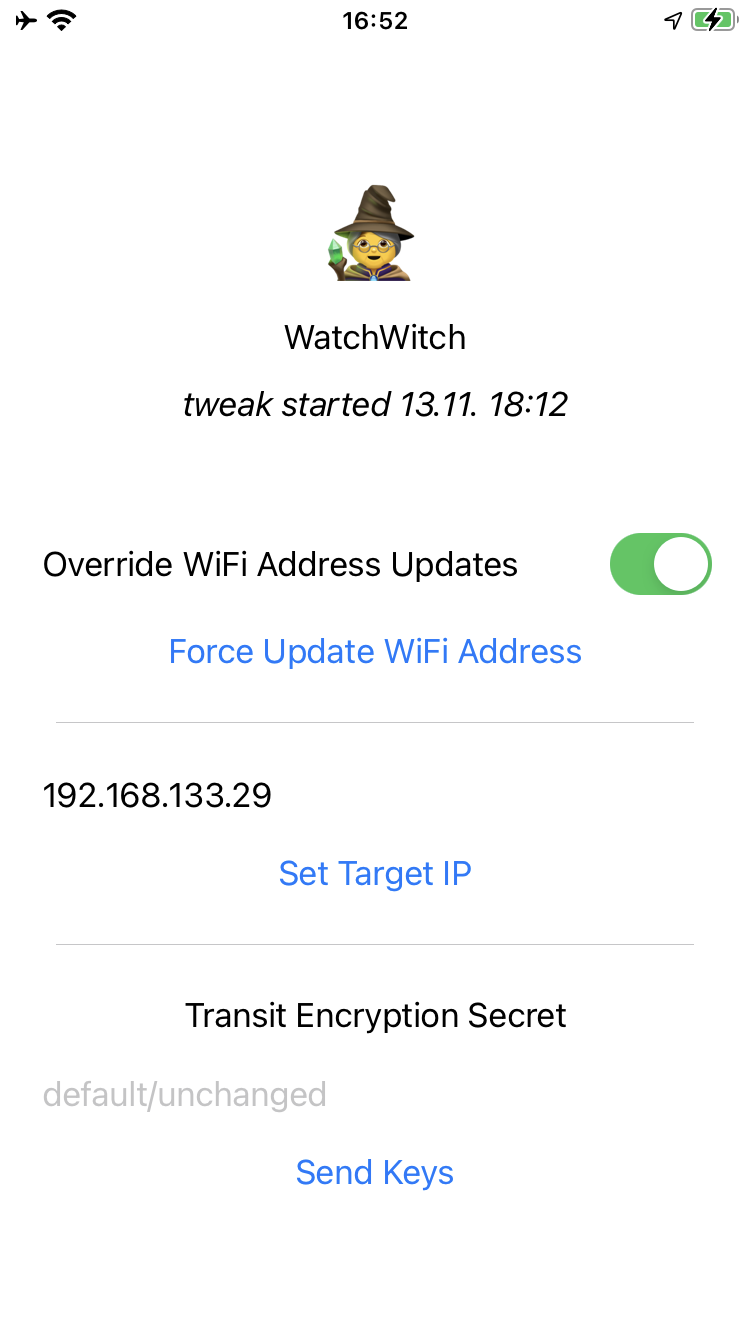 16:52
WatchWitch
tweak started 13.11. 18:12
Override WiFi Address Updates
Force Update WiFi Address
192.168.133.29
Set Target IP
Transit Encryption Secret
default/unchanged
Send Keys